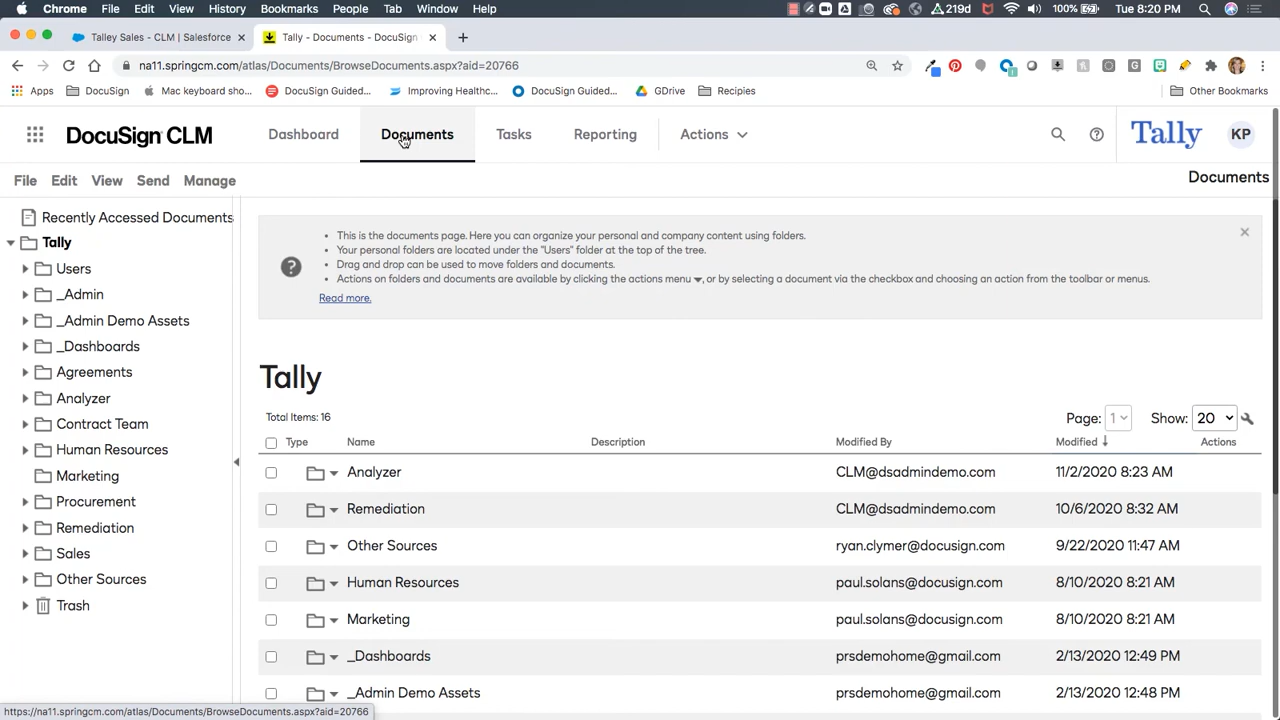 Chrome File Edit View History Bookmarks People Tab Window Help 219d 100% Tue 8:20 PM
Talley Sales - CLM | Salesforce Tally - Documents - DocuSign
na11.springcm.com/atlas/Documents/BrowseDocuments.aspx?aid=20766
Apps DocuSign Mac keyboard sho... DocuSign Guided... Improving Healthc... DocuSign Guided... GDrive Recipies Other Bookmarks
DocuSign CLM Dashboard Documents Tasks Reporting Actions Tally KP
File Edit View Send Manage Documents
Recently Accessed Documents
Tally
Users
_Admin
_Admin Demo Assets
_Dashboards
Agreements
Analyzer
Contract Team
Human Resources
Marketing
Procurement
Remediation
Sales
Other Sources
Trash
• This is the documents page. Here you can organize your personal and company content using folders.
• Your personal folders are located under the "Users" folder at the top of the tree.
• Drag and drop can be used to move folders and documents.
• Actions on folders and documents are available by clicking the actions menu , or by selecting a document via the checkbox and choosing an action from the toolbar or menus.
Read more.
Tally
Total Items: 16 Page: 1 Show: 20
Type Name Description Modified By Modified Actions
Analyzer CLM@dsadmindemo.com 11/2/2020 8:23 AM
Remediation CLM@dsadmindemo.com 10/6/2020 8:32 AM
Other Sources ryan.clymer@docusign.com 9/22/2020 11:47 AM
Human Resources paul.solans@docusign.com 8/10/2020 8:21 AM
Marketing paul.solans@docusign.com 8/10/2020 8:21 AM
_Dashboards prsdemohome@gmail.com 2/13/2020 12:49 PM
_Admin Demo Assets prsdemohome@gmail.com 2/13/2020 12:48 PM
https://na11.springcm.com/atlas/Documents/BrowseDocuments.aspx?aid=20766